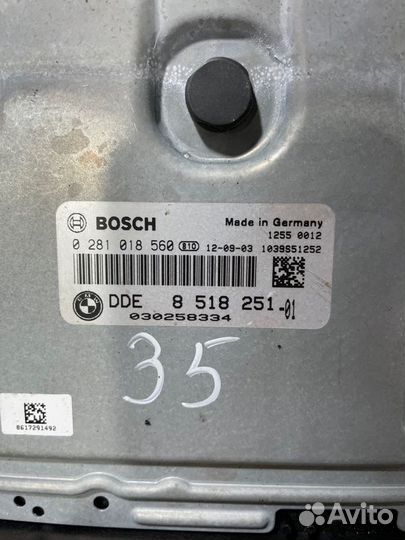 BOSCH
Made in Germany
0 281 018 560 810 12-09-03
1255 0012
1039S51252
DDE 8 518 251-01
030258334
35
8617291492
Avito